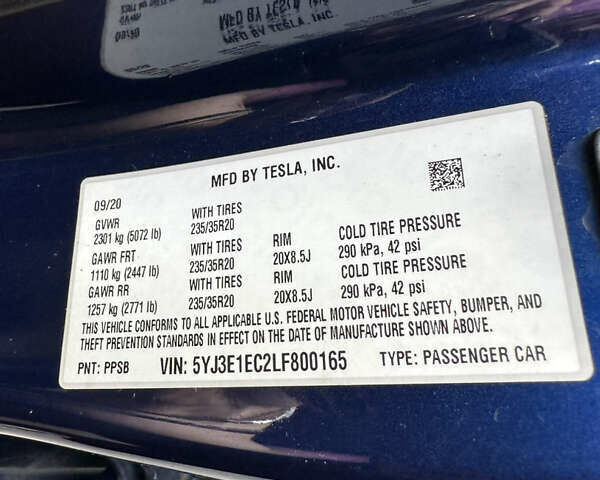 MFD BY TESLA, INC.
09/20
GVWR WITH TIRES
2301 kg (5072 lb) 235/35R20
GAWR FRT WITH TIRES RIM COLD TIRE PRESSURE
1110 kg (2447 lb) 235/35R20 20X8.5J 290 kPa, 42 psi
GAWR RR WITH TIRES RIM COLD TIRE PRESSURE
1257 kg (2771 lb) 235/35R20 20X8.5J 290 kPa, 42 psi
THIS VEHICLE CONFORMS TO ALL APPLICABLE U.S. FEDERAL MOTOR VEHICLE SAFETY, BUMPER, AND
THEFT PREVENTION STANDARDS IN EFFECT ON THE DATE OF MANUFACTURE SHOWN ABOVE.
PNT: PPSB VIN: 5YJ3E1EC2LF800165 TYPE: PASSENGER CAR